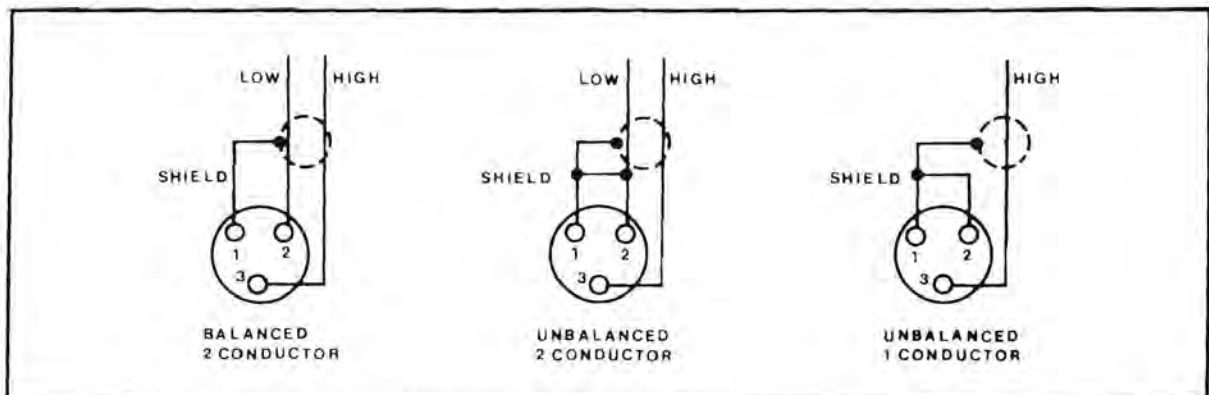 LOW HIGH
SHIELD
1 2
3
BALANCED
2 CONDUCTOR
LOW HIGH
SHIELD
1 2
3
UNBALANCED
2 CONDUCTOR
HIGH
SHIELD
1 2
3
UNBALANCED
1 CONDUCTOR